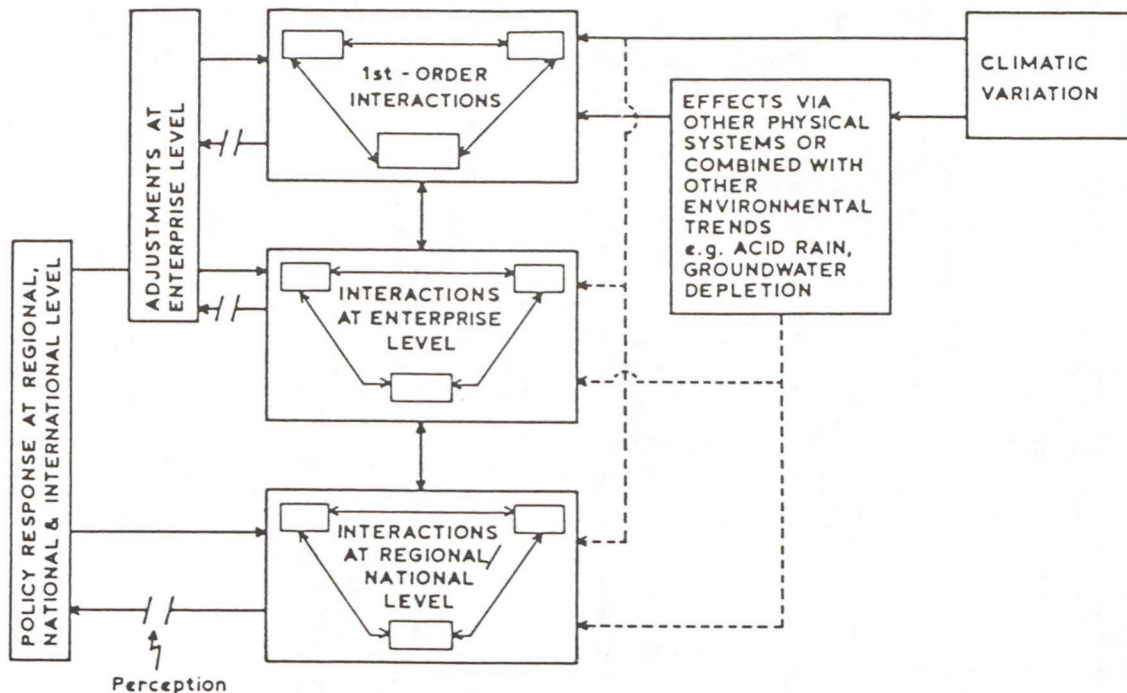 1st - ORDER
INTERACTIONS
CLIMATIC
VARIATION
EFFECTS VIA
OTHER PHYSICAL
SYSTEMS OR
COMBINED WITH
OTHER
ENVIRONMENTAL
TRENDS
e.g. ACID RAIN,
GROUNDWATER
DEPLETION
ADJUSTMENTS AT
ENTERPRISE LEVEL
INTERACTIONS
AT ENTERPRISE
LEVEL
POLICY RESPONSE AT REGIONAL,
NATIONAL & INTERNATIONAL LEVEL
INTERACTIONS
AT REGIONAL/
NATIONAL
LEVEL
Perception